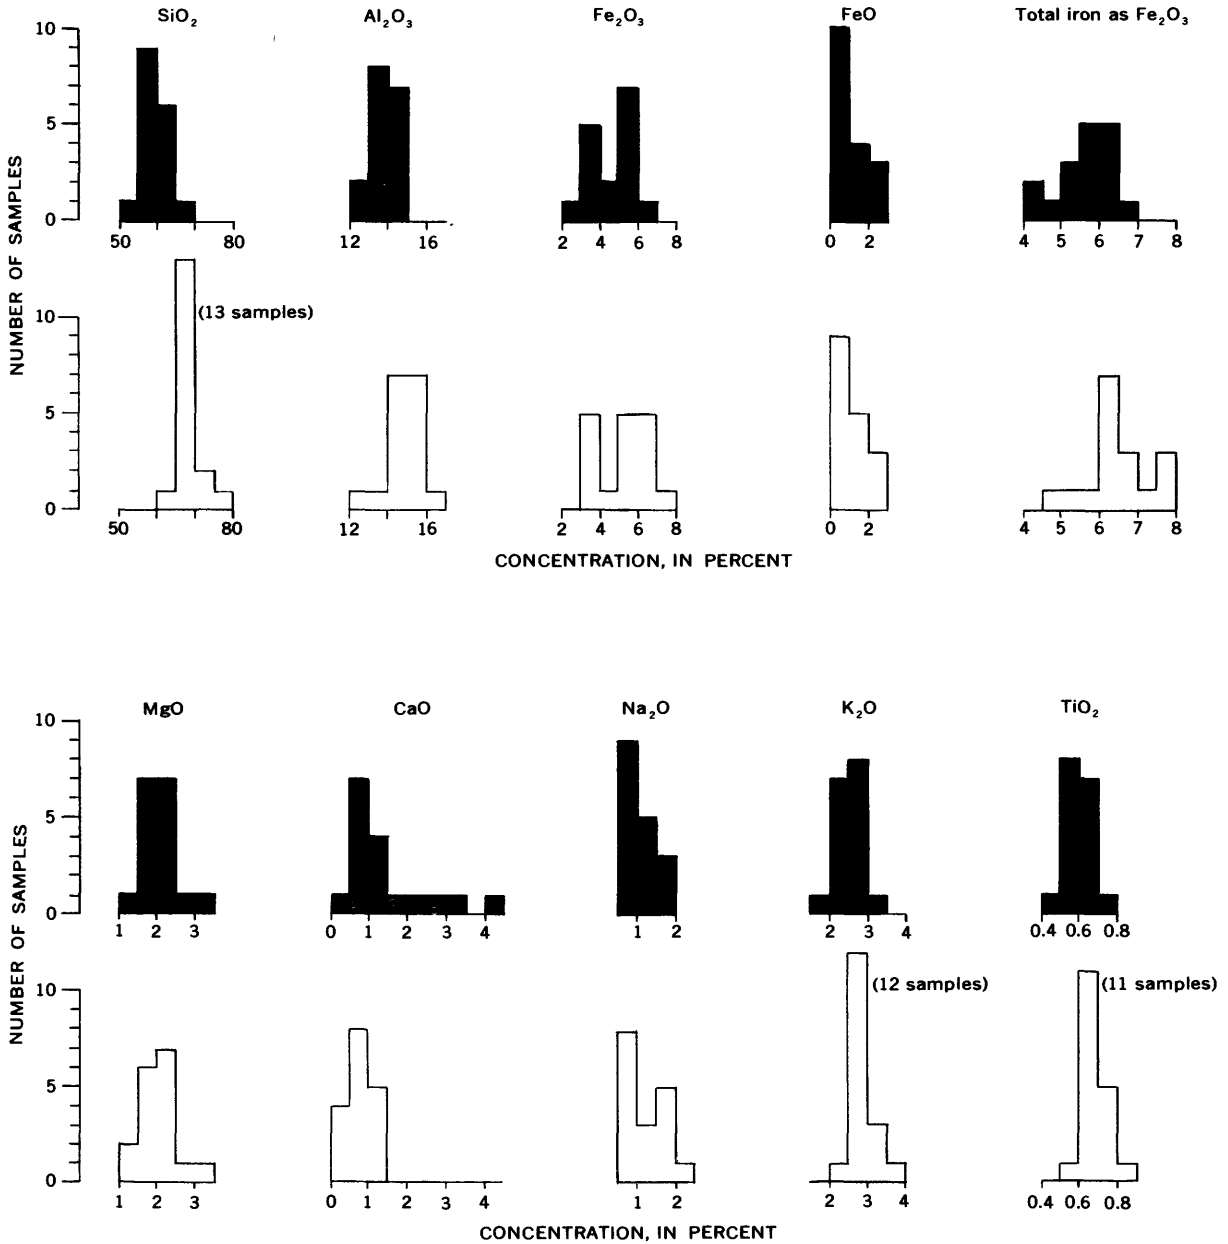 SiO₂ Al₂O₃ Fe₂O₃ FeO Total iron as Fe₂O₃
NUMBER OF SAMPLES
10
5
0
50 80 12 16 2 4 6 8 0 2 4 5 6 7 8
(13 samples)
10
5
0
50 80 12 16 2 4 6 8 0 2 4 5 6 7 8
CONCENTRATION, IN PERCENT
MgO CaO Na₂O K₂O TiO₂
NUMBER OF SAMPLES
10
5
0
1 2 3 0 1 2 3 4 1 2 2 3 4 0.4 0.6 0.8
(12 samples) (11 samples)
10
5
0
1 2 3 0 1 2 3 4 1 2 2 3 4 0.4 0.6 0.8
CONCENTRATION, IN PERCENT